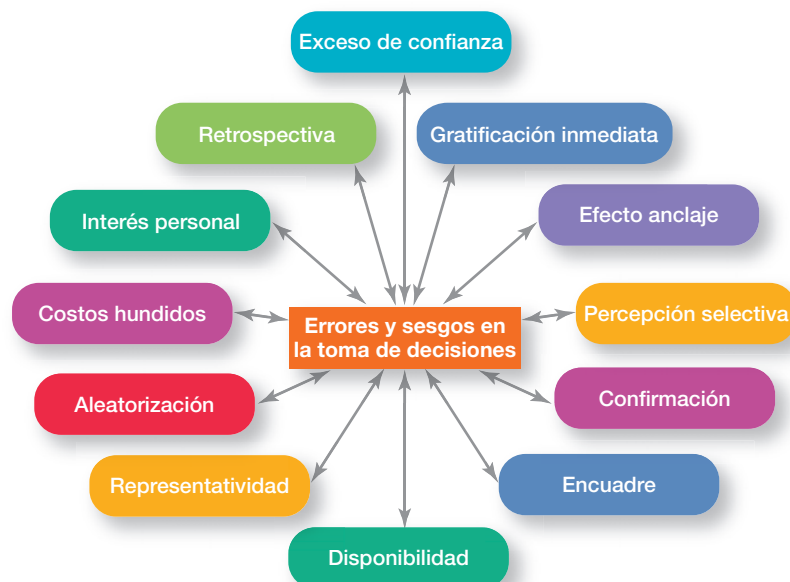 Exceso de confianza
Retrospectiva
Gratificación inmediata
Interés personal
Efecto anclaje
Costos hundidos
Errores y sesgos en
la toma de decisiones
Percepción selectiva
Aleatorización
Confirmación
Representatividad
Encuadre
Disponibilidad